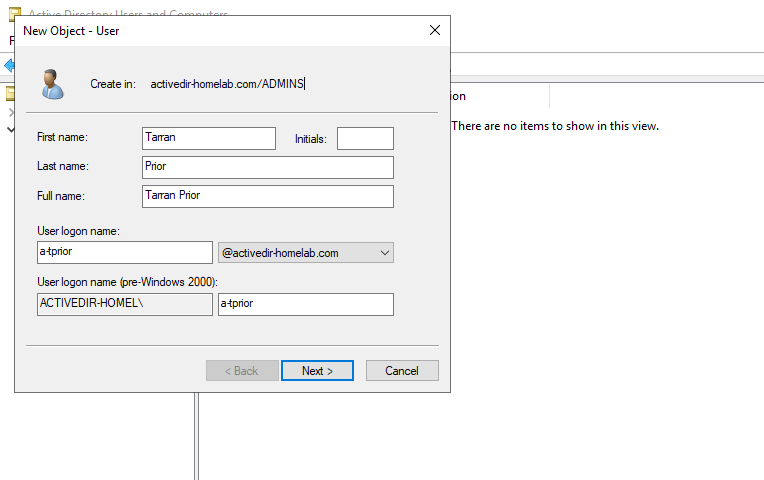 Active Directory Users and Computers
New Object - User
F
Create in: activedir-homelab.com/ADMINS
ion
First name: Tarran Initials:
There are no items to show in this view.
Last name: Prior
Full name: Tarran Prior
User logon name:
a-tprior @activedir-homelab.com
User logon name (pre-Windows 2000):
ACTIVEDIR-HOMEL\ a-tprior
< Back Next > Cancel